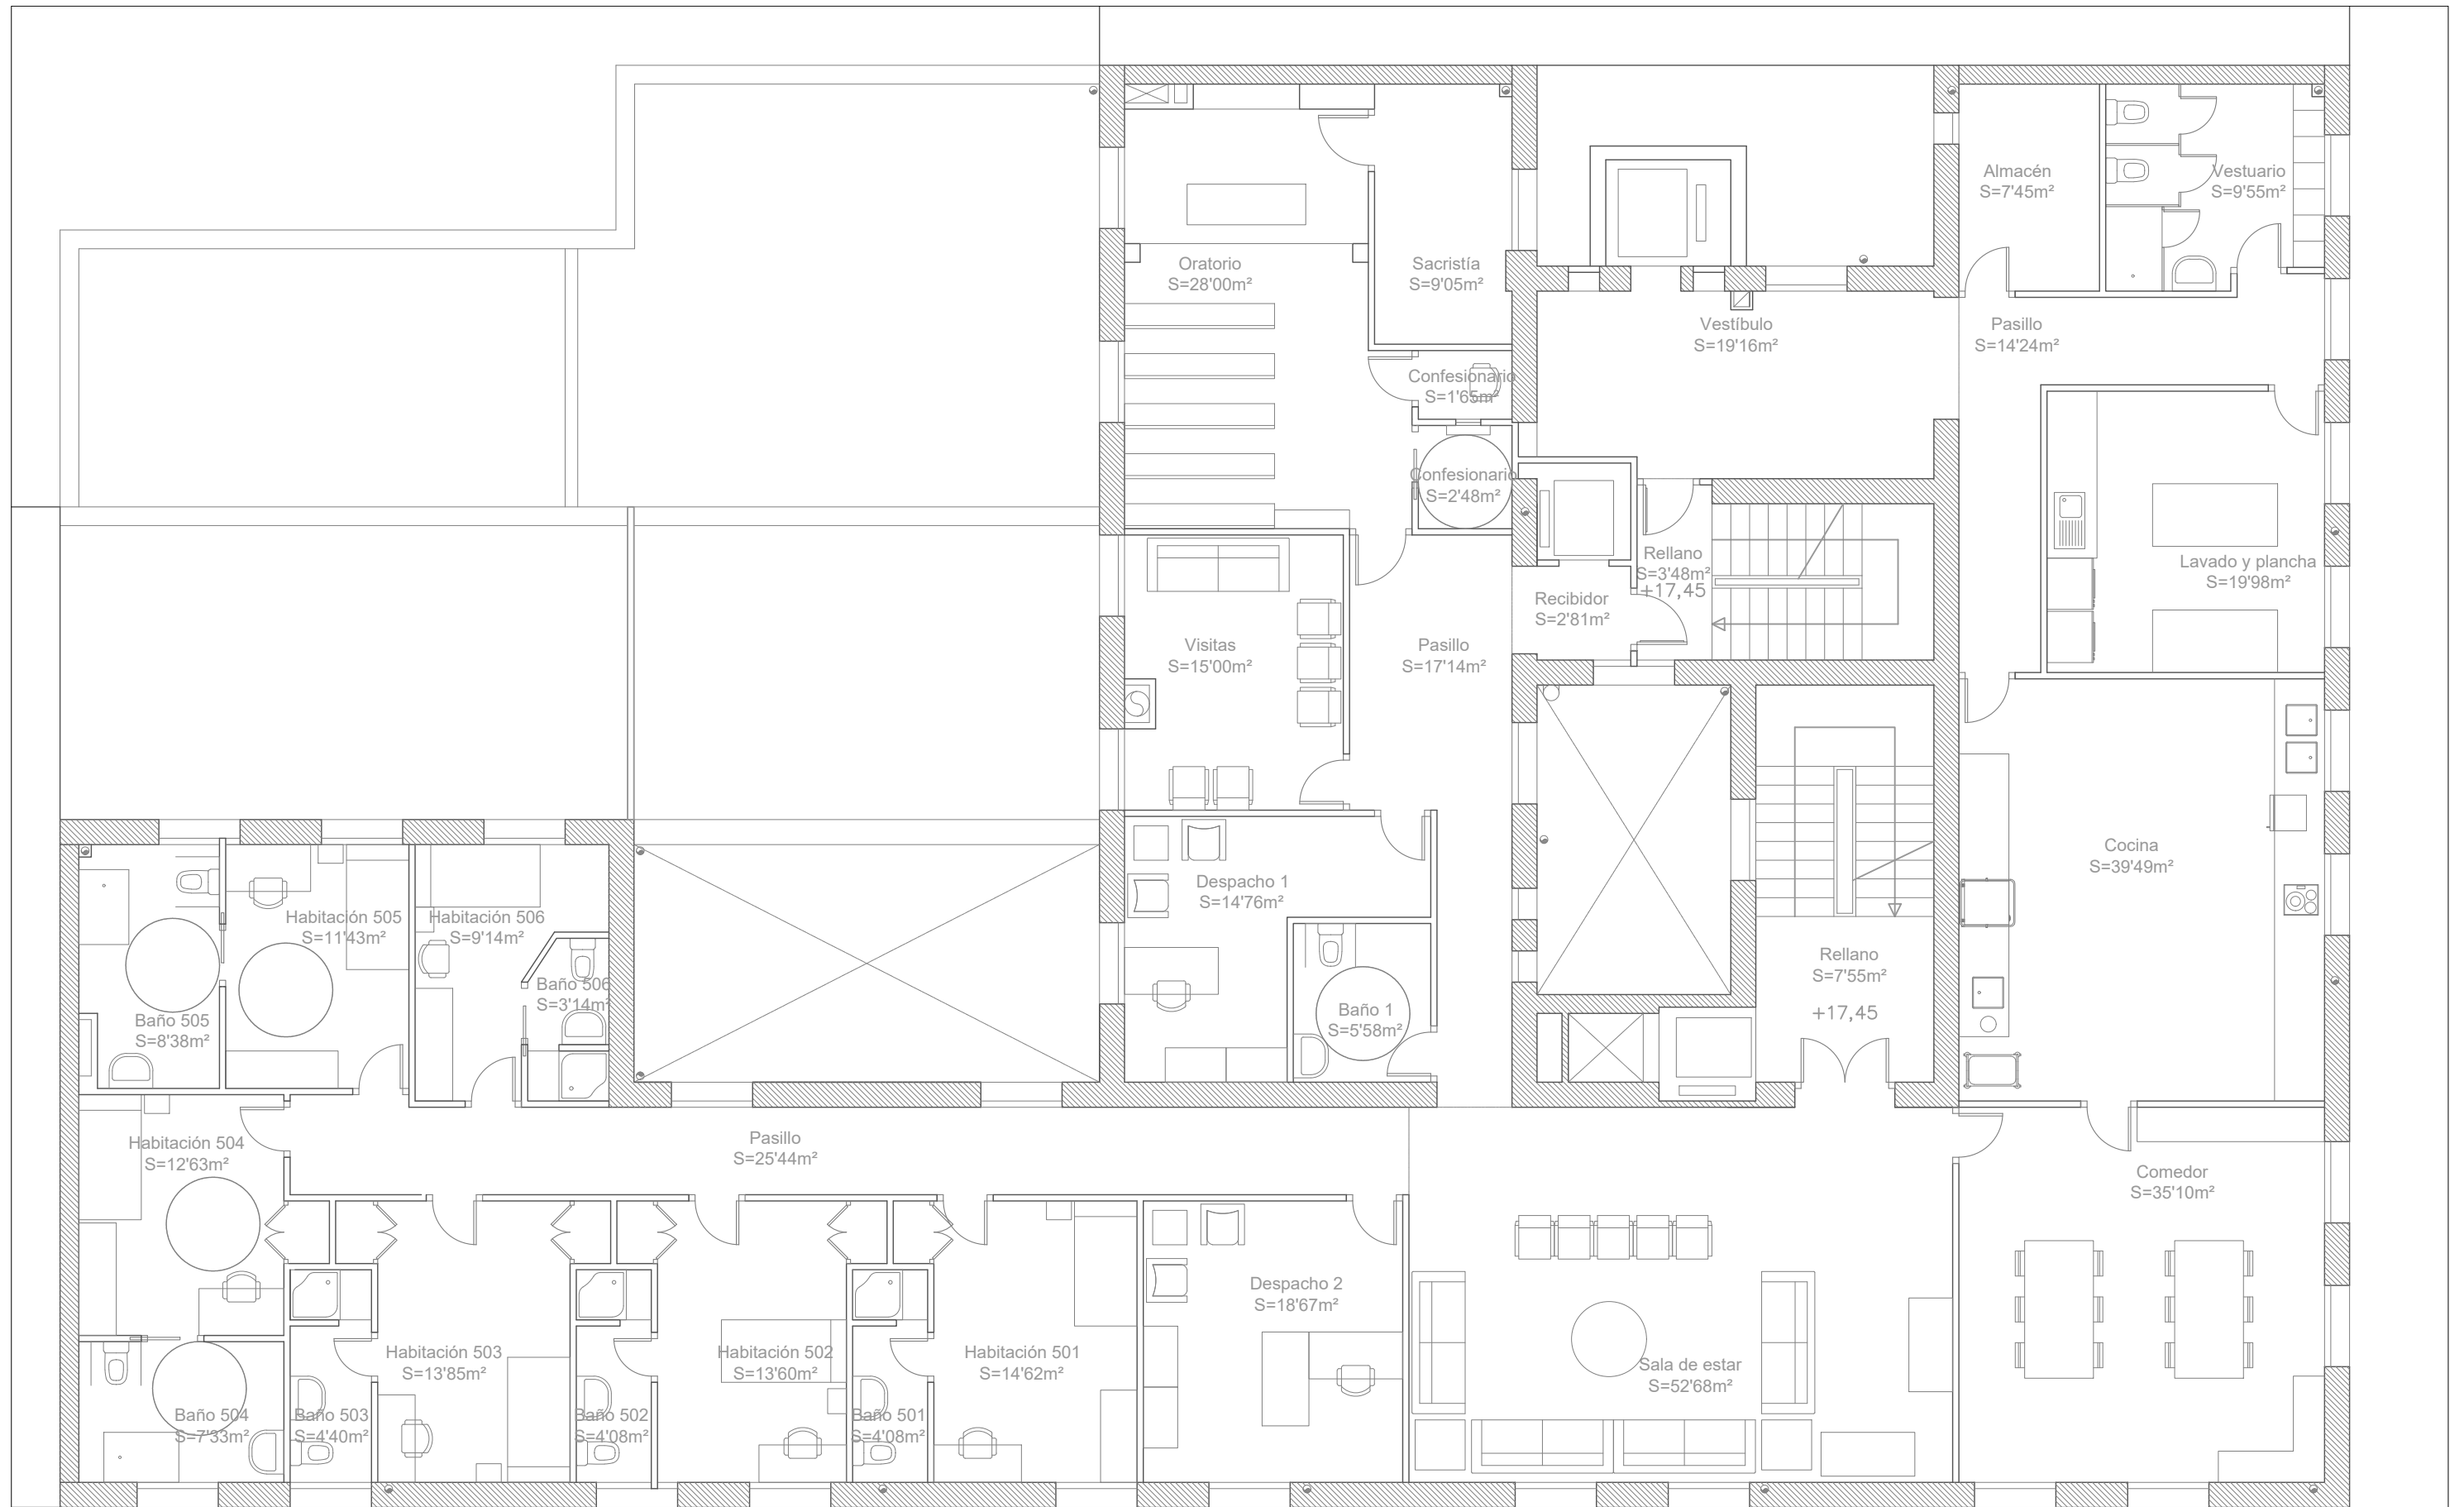 Almacén
S=7'45m²
Vestuario
S=9'55m²
Oratorio
S=28'00m²
Sacristía
S=9'05m²
Vestíbulo
S=19'16m²
Pasillo
S=14'24m²
Confesionario
S=1'65m²
Confesionario
S=2'48m²
Rellano
S=3'48m²
+17,45
Lavado y plancha
S=19'98m²
Recibidor
S=2'81m²
Visitas
S=15'00m²
Pasillo
S=17'14m²
Cocina
S=39'49m²
Despacho 1
S=14'76m²
Habitación 505
S=11'43m²
Habitación 506
S=9'14m²
Rellano
S=7'55m²
+17,45
Baño 506
S=3'14m²
Baño 1
S=5'58m²
Baño 505
S=8'38m²
Habitación 504
S=12'63m²
Pasillo
S=25'44m²
Comedor
S=35'10m²
Despacho 2
S=18'67m²
Habitación 503
S=13'85m²
Habitación 502
S=13'60m²
Habitación 501
S=14'62m²
Sala de estar
S=52'68m²
Baño 504
S=7'33m²
Baño 503
S=4'40m²
Baño 502
S=4'08m²
Baño 501
S=4'08m²